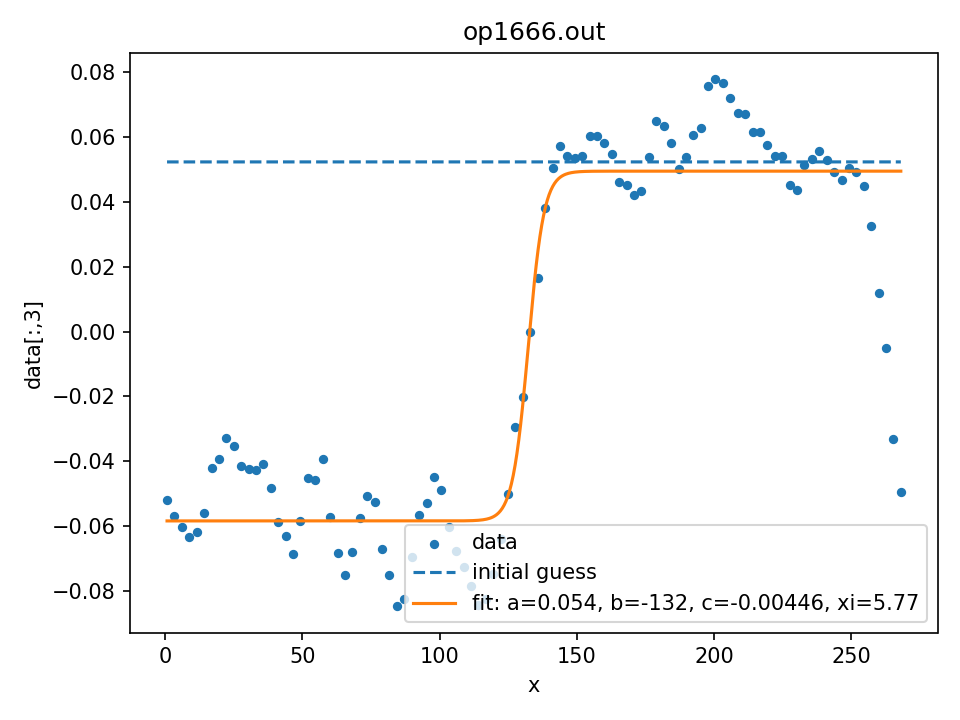 op1666.out
0.08
0.06
0.04
0.02
0.00
−0.02
−0.04
−0.06
−0.08
data[:,3]
data
initial guess
fit: a=0.054, b=-132, c=-0.00446, xi=5.77
0 50 100 150 200 250
x